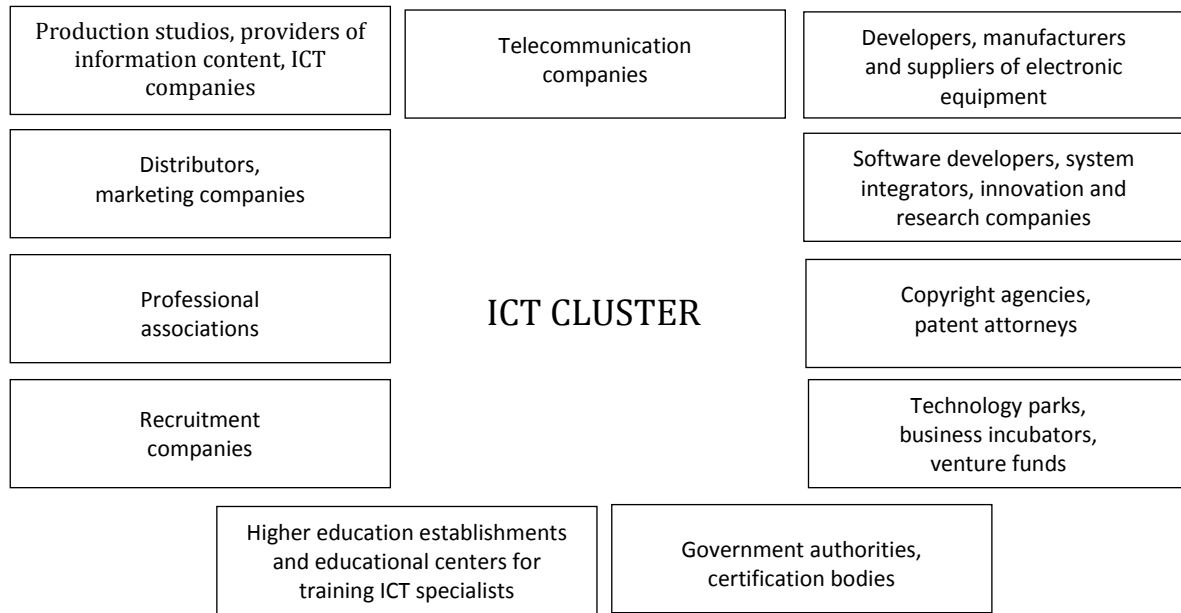 Production studios, providers of
information content, ICT
companies
Telecommunication
companies
Developers, manufacturers
and suppliers of electronic
equipment
Distributors,
marketing companies
Software developers, system
integrators, innovation and
research companies
Professional
associations
ICT CLUSTER
Copyright agencies,
patent attorneys
Recruitment
companies
Technology parks,
business incubators,
venture funds
Higher education establishments
and educational centers for
training ICT specialists
Government authorities,
certification bodies